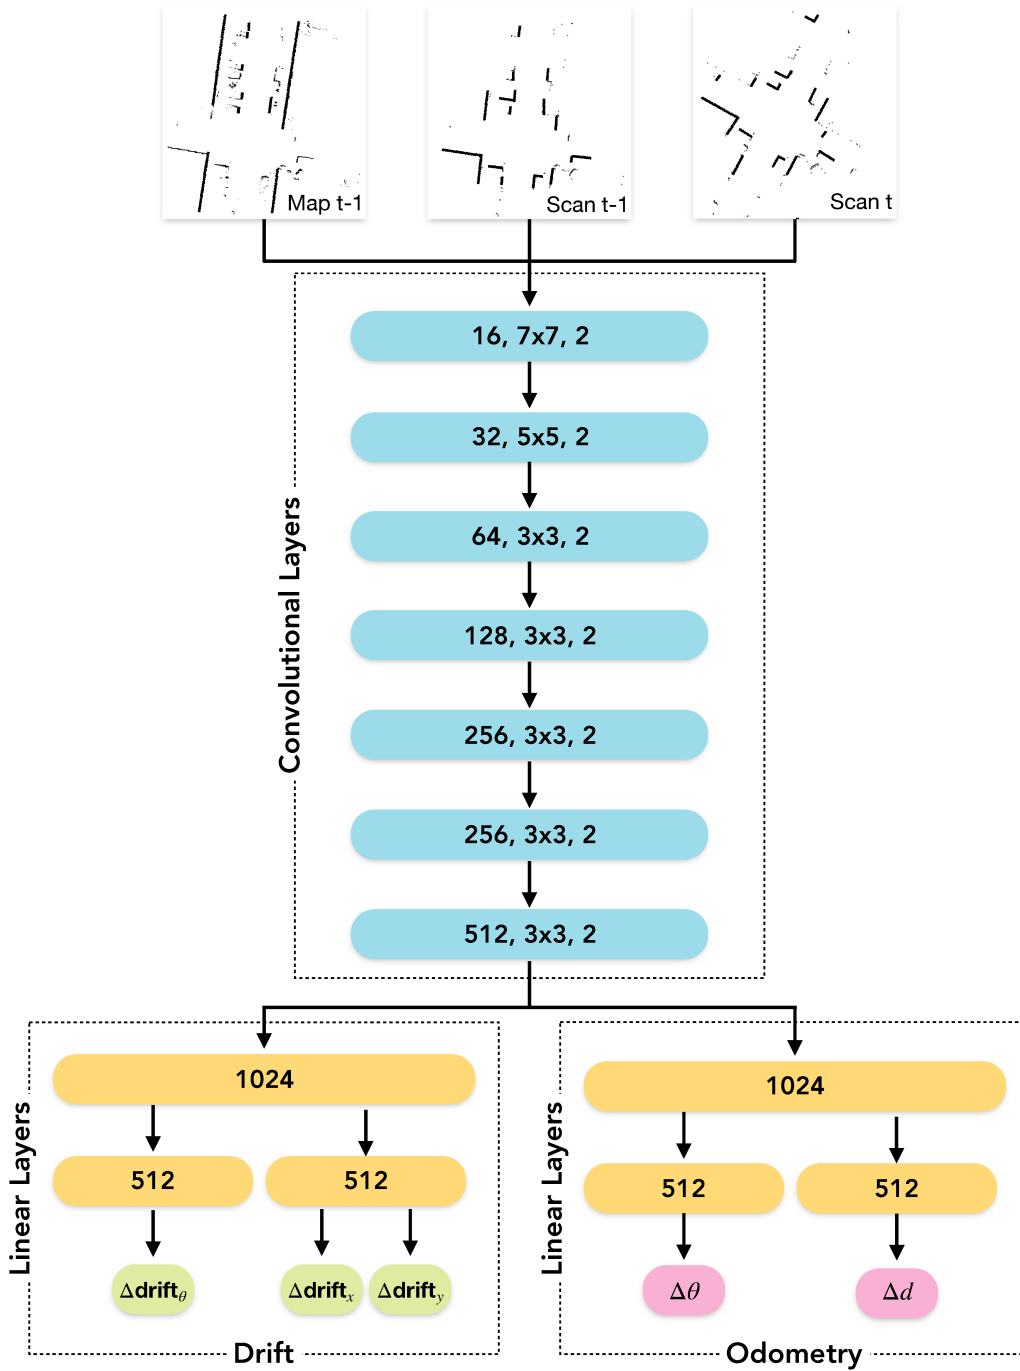 Map t-1
Scan t-1
Scan t
Convolutional Layers
16, 7x7, 2
32, 5x5, 2
64, 3x3, 2
128, 3x3, 2
256, 3x3, 2
256, 3x3, 2
512, 3x3, 2
Linear Layers
1024
512 512
Δdrift_θ Δdrift_x Δdrift_y
Drift
Linear Layers
1024
512 512
Δθ Δd
Odometry